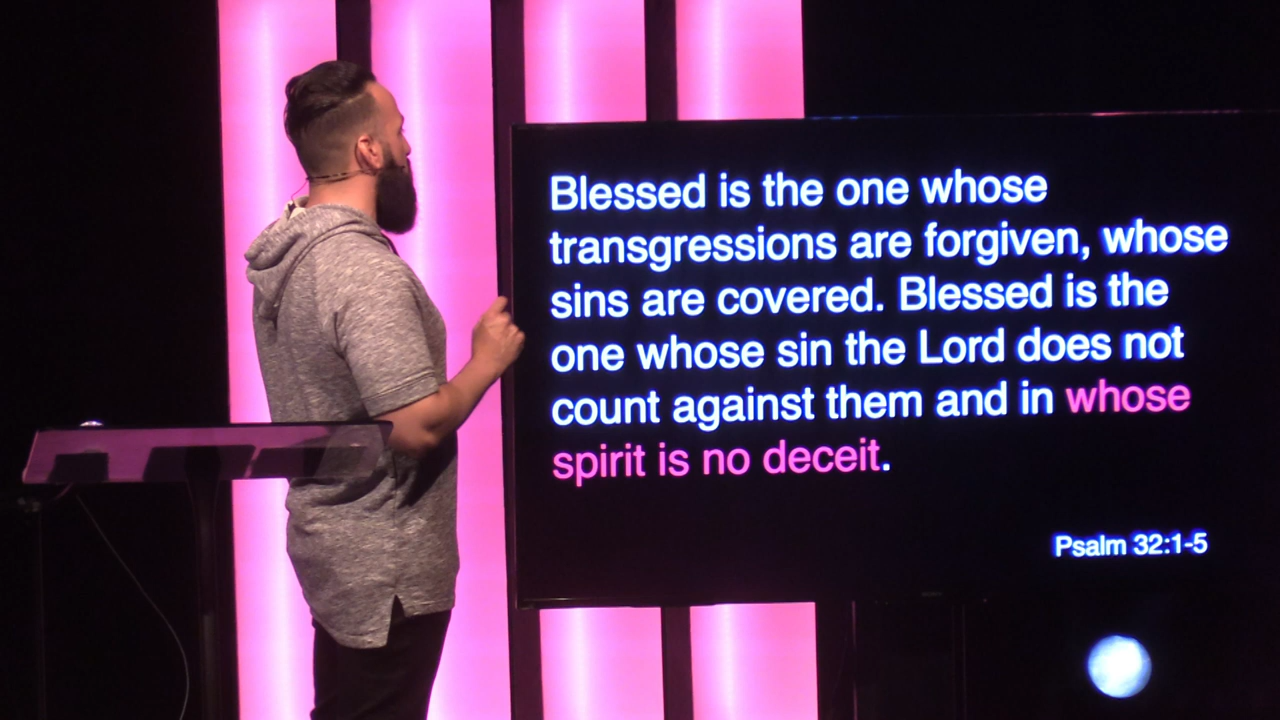 Blessed is the one whose
transgressions are forgiven, whose
sins are covered. Blessed is the
one whose sin the Lord does not
count against them and in whose
spirit is no deceit.
Psalm 32:1-5